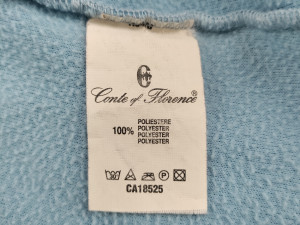 Conte of Florence®
POLIESTERE
100% POLYESTER
POLYESTER
POLYESTER
CA18525